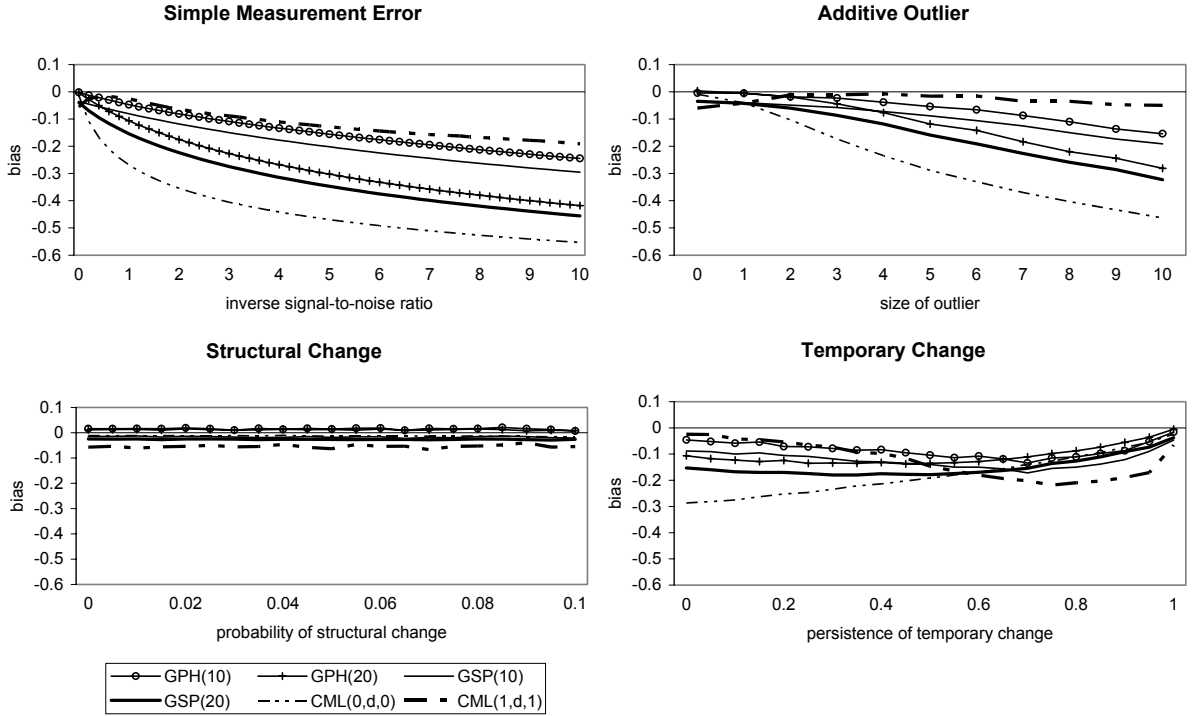 Simple Measurement Error
0.1
0
-0.1
-0.2
-0.3
-0.4
-0.5
-0.6
bias
0 1 2 3 4 5 6 7 8 9 10
inverse signal-to-noise ratio
Additive Outlier
0.1
0
-0.1
-0.2
-0.3
-0.4
-0.5
-0.6
bias
0 1 2 3 4 5 6 7 8 9 10
size of outlier
Structural Change
0.1
0
-0.1
-0.2
-0.3
-0.4
-0.5
-0.6
bias
0 0.02 0.04 0.06 0.08 0.1
probability of structural change
Temporary Change
0.1
0
-0.1
-0.2
-0.3
-0.4
-0.5
-0.6
bias
0 0.2 0.4 0.6 0.8 1
persistence of temporary change
GPH(10) GPH(20) GSP(10)
GSP(20) CML(0,d,0) CML(1,d,1)